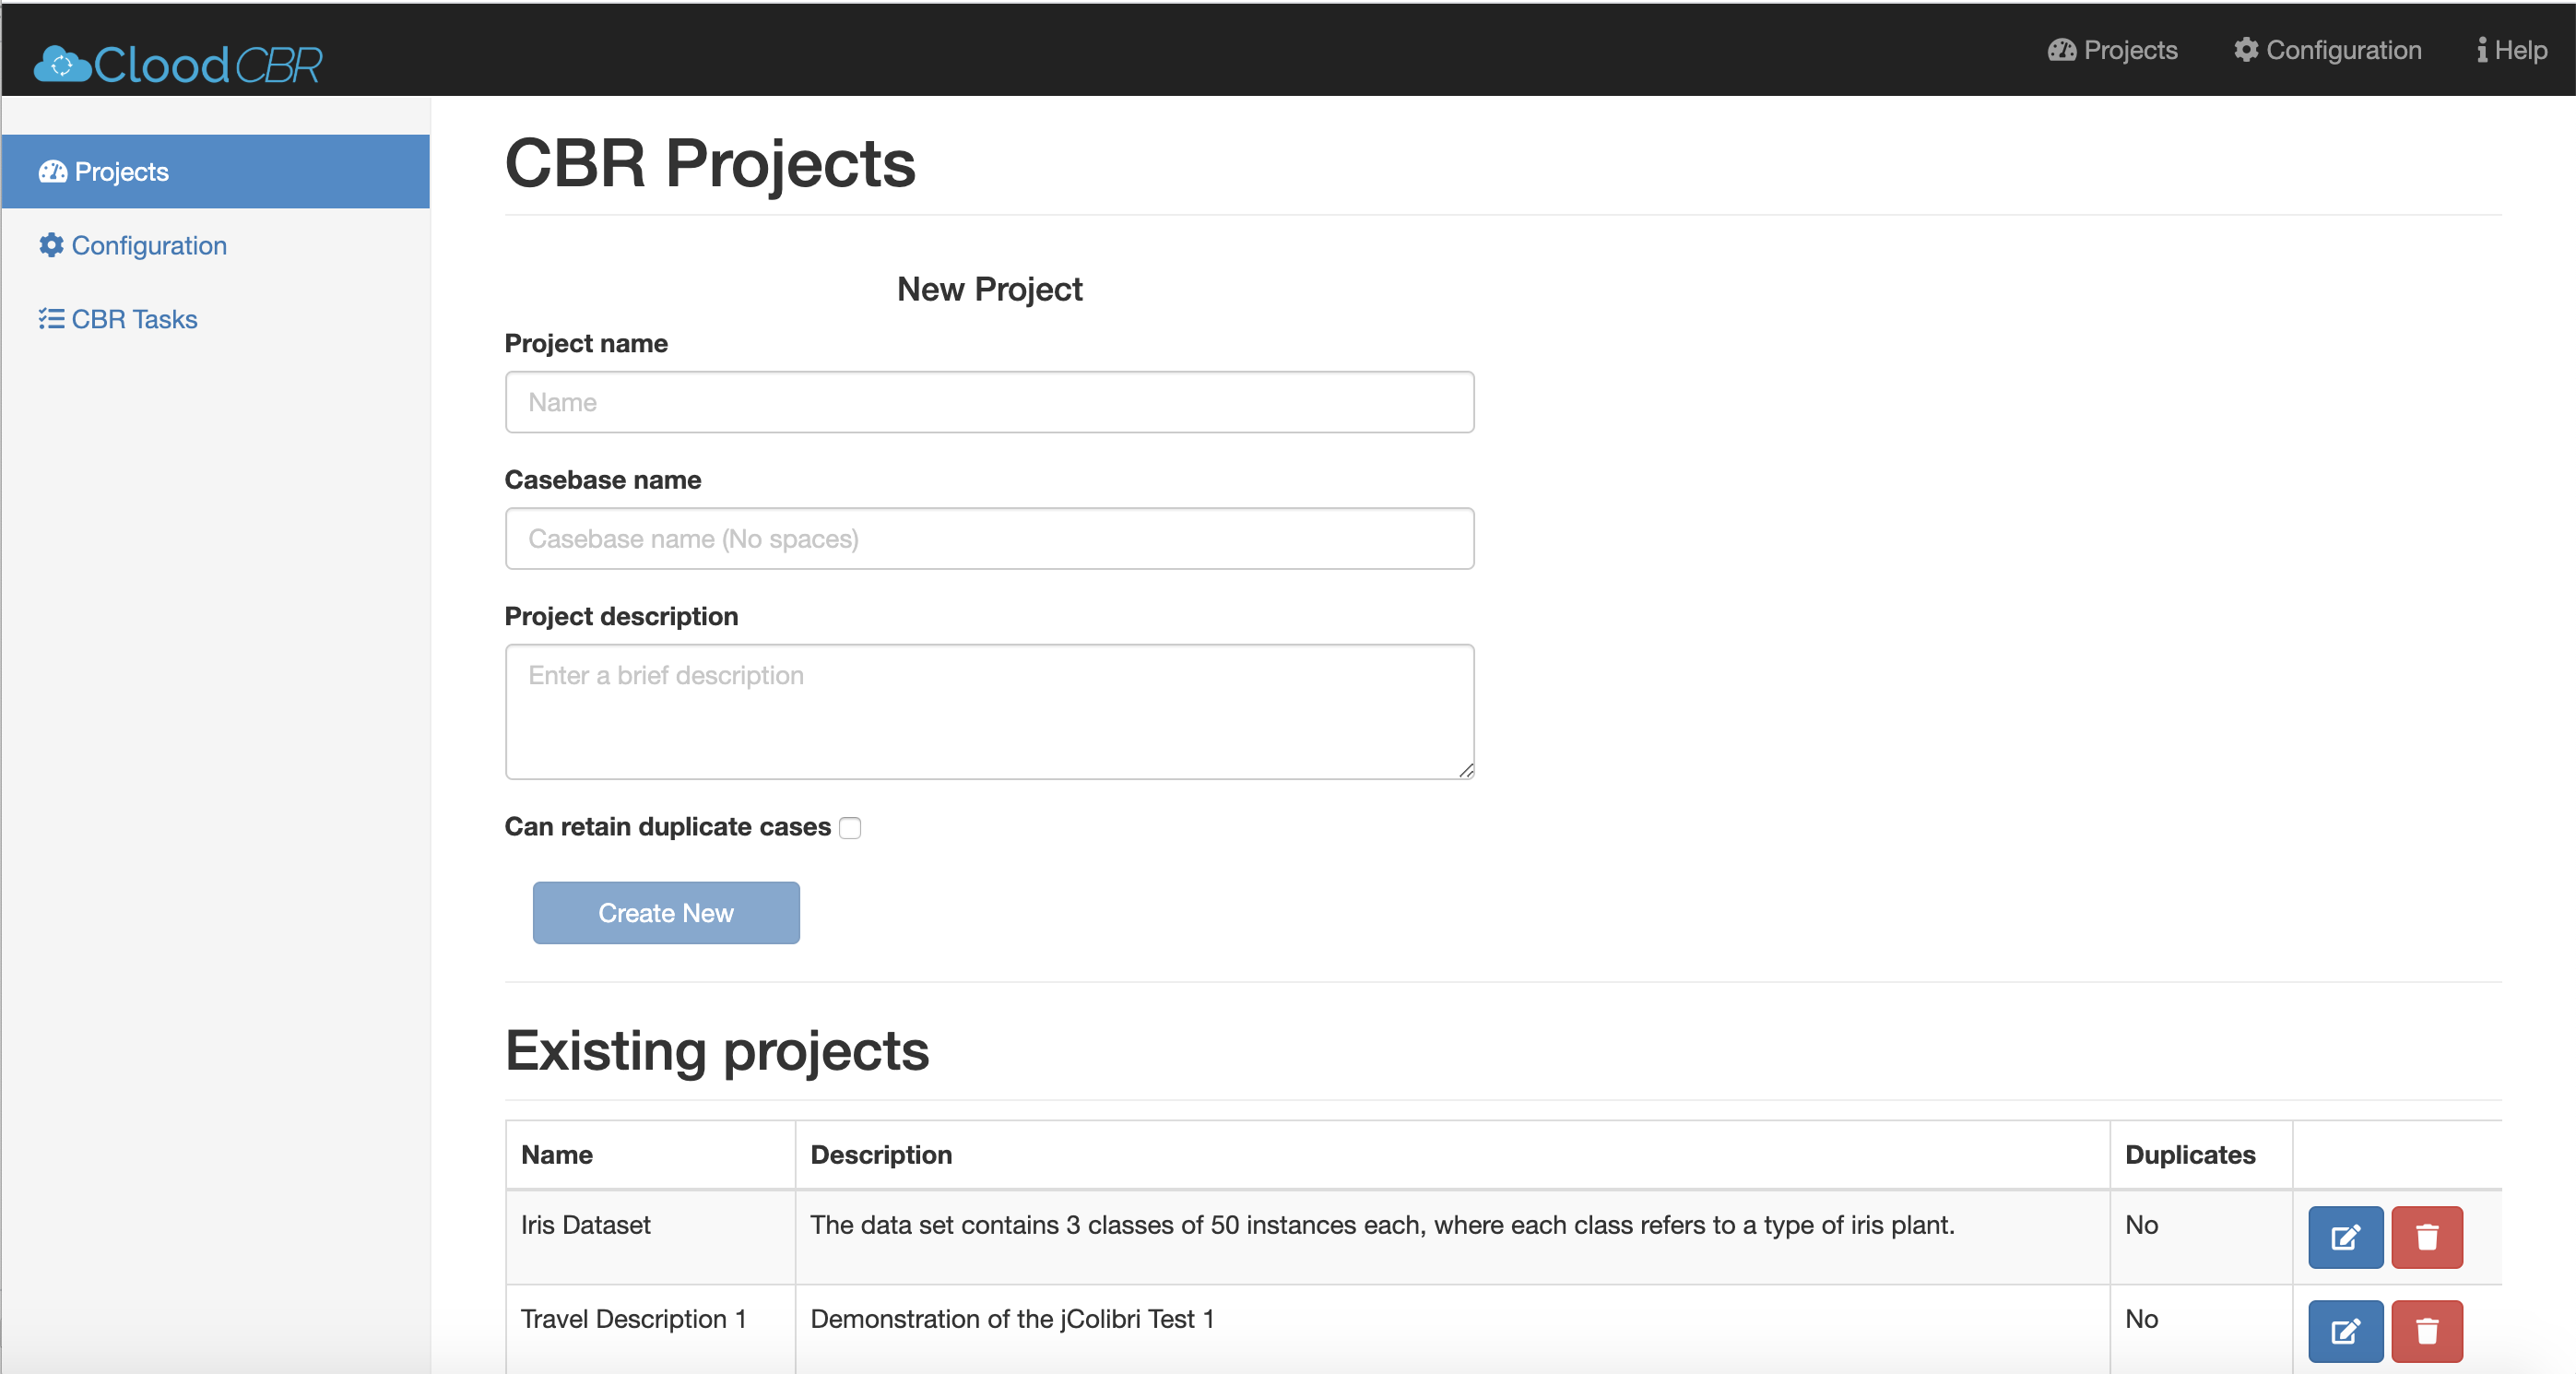 Clood CBR
Projects Configuration Help
Projects
Configuration
CBR Tasks
CBR Projects
New Project
Project name
Name
Casebase name
Casebase name (No spaces)
Project description
Enter a brief description
Can retain duplicate cases
Create New
Existing projects
Name Description Duplicates
Iris Dataset The data set contains 3 classes of 50 instances each, where each class refers to a type of iris plant. No
Travel Description 1 Demonstration of the jColibri Test 1 No